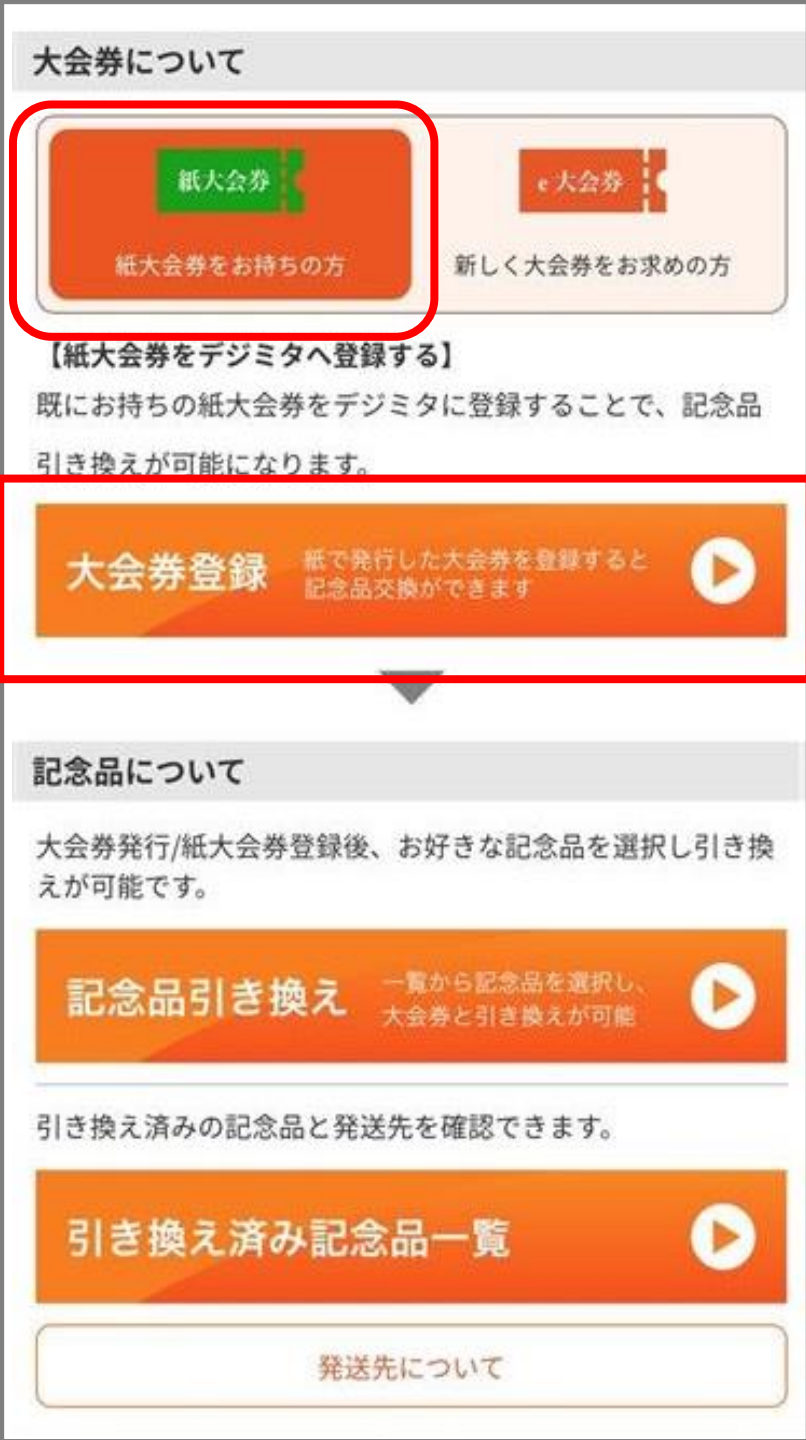 大会券について
紙大会券
e 大会券
紙大会券をお持ちの方
新しく大会券をお求めの方
【紙大会券をデジミタへ登録する】
既にお持ちの紙大会券をデジミタに登録することで、記念品
引き換えが可能になります。
大会券登録
紙で発行した大会券を登録すると
記念品交換ができます
記念品について
大会券発行/紙大会券登録後、お好きな記念品を選択し引き換
えが可能です。
記念品引き換え
一覧から記念品を選択し、
大会券と引き換えが可能
引き換え済みの記念品と発送先を確認できます。
引き換え済み記念品一覧
発送先について